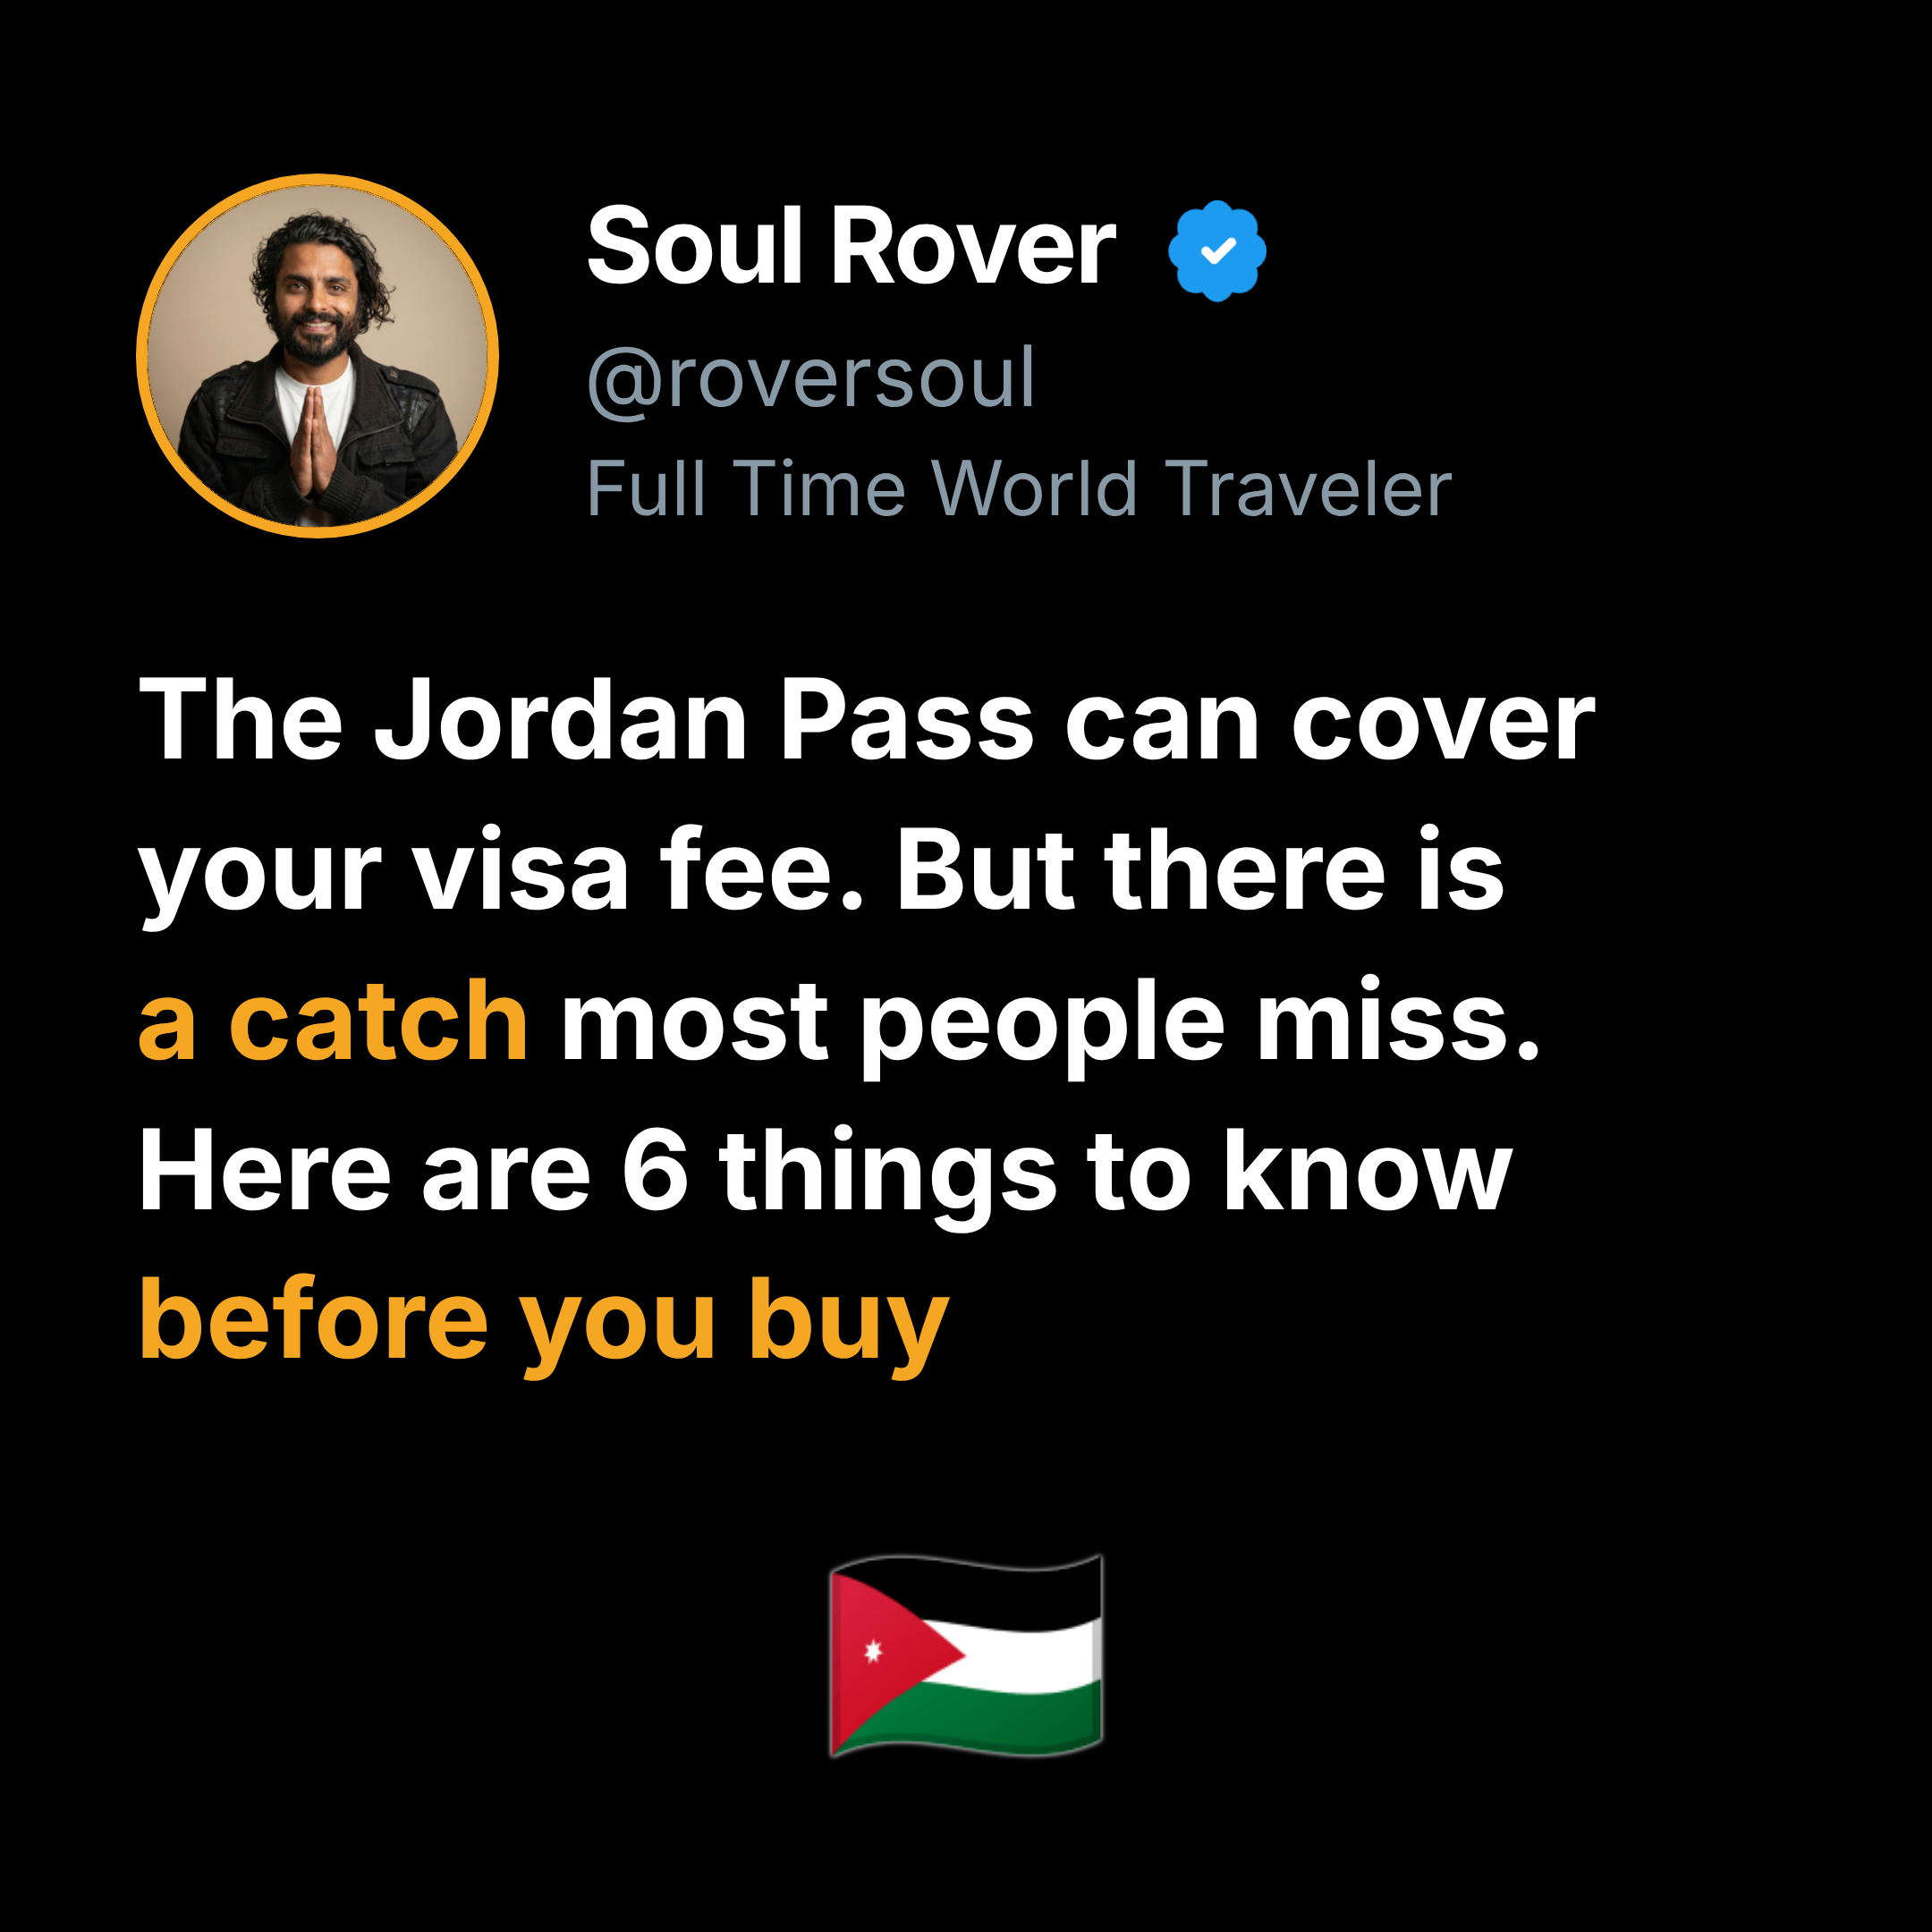 Soul Rover
@roversoul
Full Time World Traveler
The Jordan Pass can cover
your visa fee. But there is
a catch most people miss.
Here are 6 things to know
before you buy